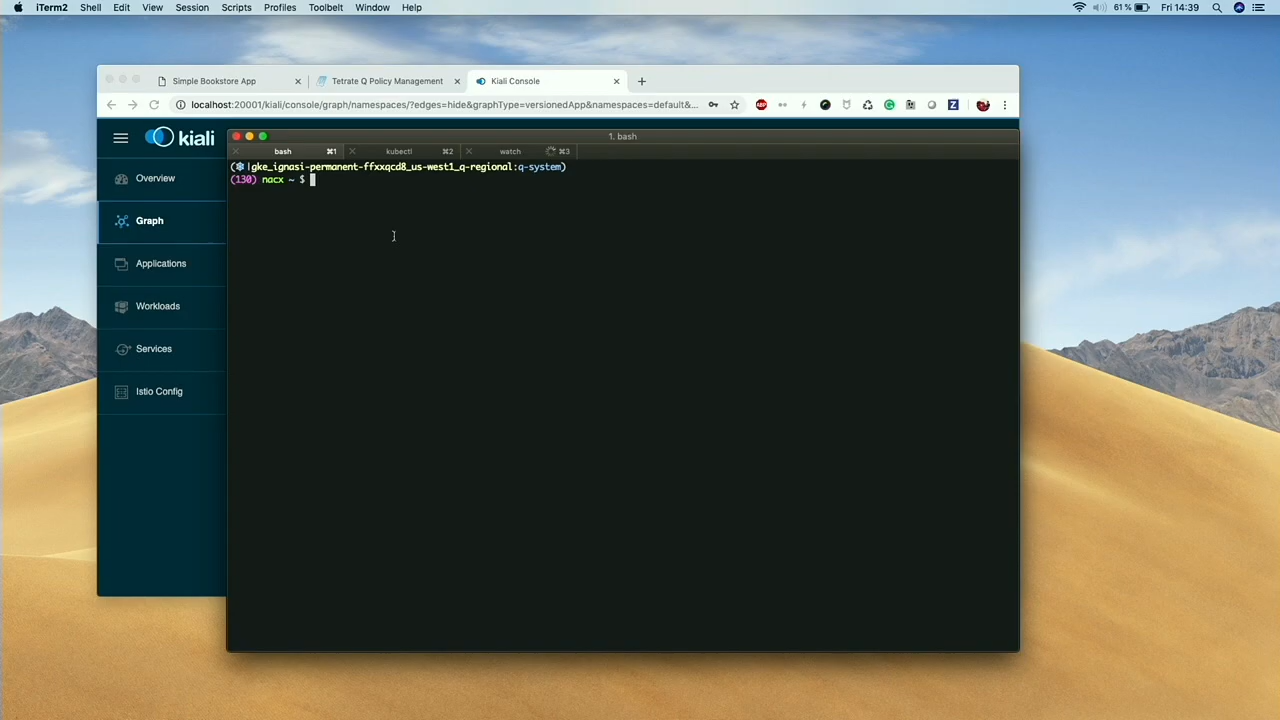 iTerm2 Shell Edit View Session Scripts Profiles Toolbelt Window Help 61% Fri 14:39
Simple Bookstore App Tetrate Q Policy Management Kiali Console
localhost:20001/kiali/console/graph/namespaces/?edges=hide&graphType=versionedApp&namespaces=default&... ABP Z
kiali
Overview
Graph
Applications
Workloads
Services
Istio Config
1. bash
bash ⌘1 kubectl ⌘2 watch ⌘3
(⎈|gke_ignasi-permanent-ffxxqcd8_us-west1_q-regional:q-system)
(130) nacx ~ $